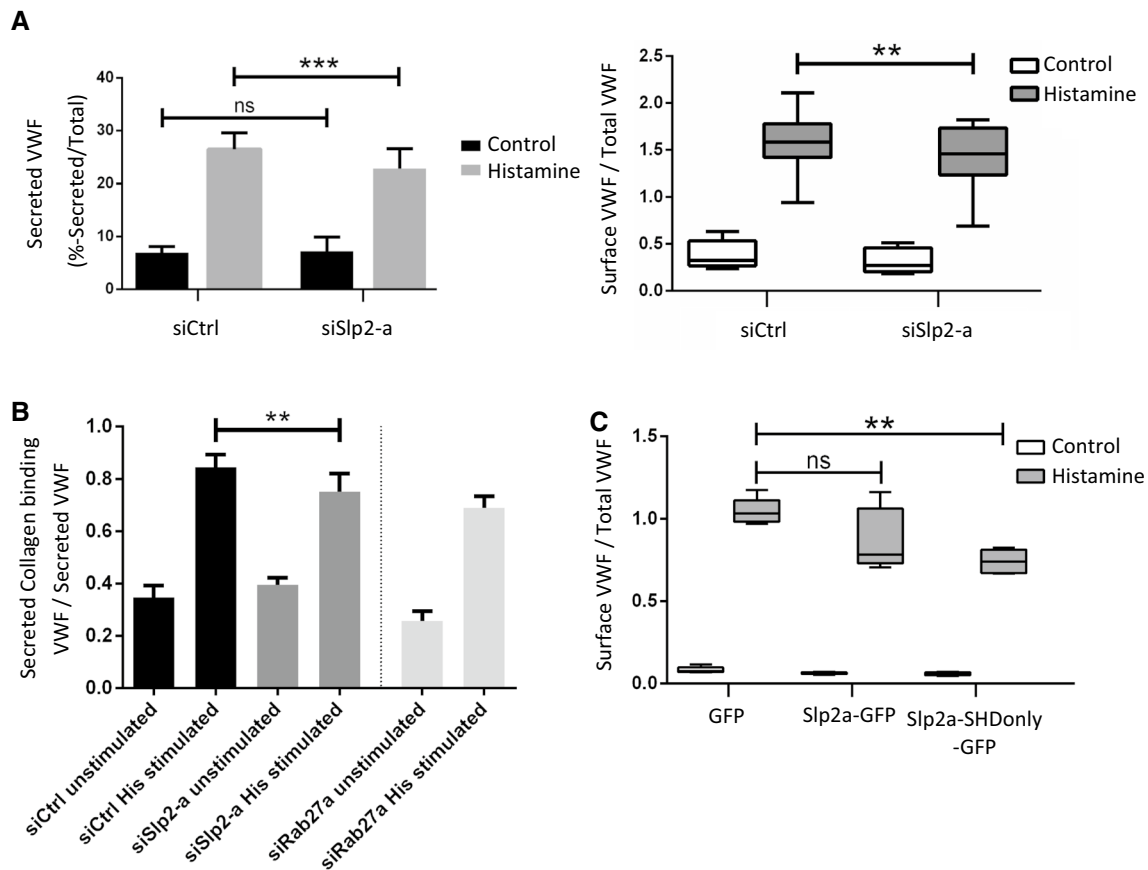 A
Secreted VWF
(%-Secreted/Total)
40
30
20
10
0
***
ns
Control
Histamine
siCtrl
siSlp2-a
Surface VWF / Total VWF
2.5
2.0
1.5
1.0
0.5
0.0
**
Control
Histamine
siCtrl
siSlp2-a
B
Secreted Collagen binding
VWF / Secreted VWF
1.0
0.8
0.6
0.4
0.2
0.0
**
siCtrl unstimulated
siCtrl His stimulated
siSlp2-a unstimulated
siSlp2-a His stimulated
siRab27a unstimulated
siRab27a His stimulated
C
Surface VWF / Total VWF
1.5
1.0
0.5
0.0
**
ns
Control
Histamine
GFP
Slp2a-GFP
Slp2a-SHDonly
-GFP